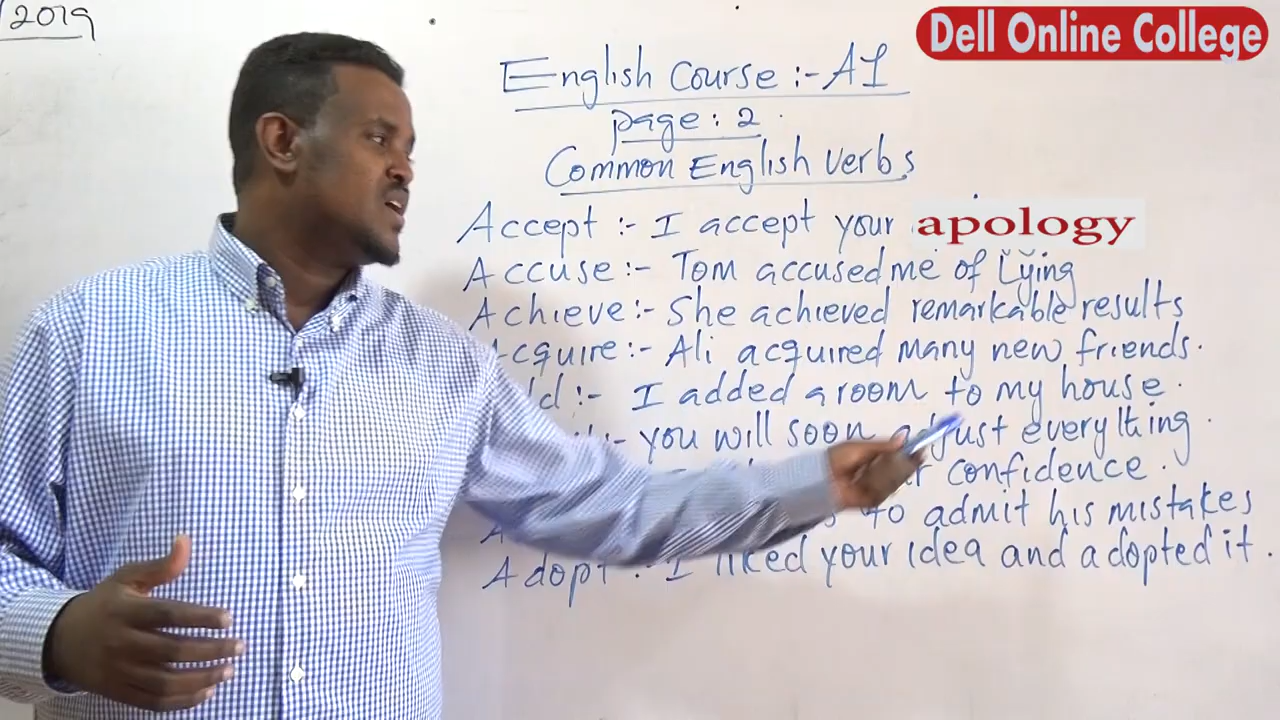 /2019
Dell Online College
English Course :- A1
page: 2
Common English Verbs
Accept :- I accept your apology
Accuse :- Tom accused me of Lying
Achieve :- She achieved remarkable results
cquire :- Ali acquired many new friends.
dd :- I added a room to my house.
:- you will soon adjust everything.
confidence.
to admit his mistakes
Adopt :- I liked your idea and adopted it.